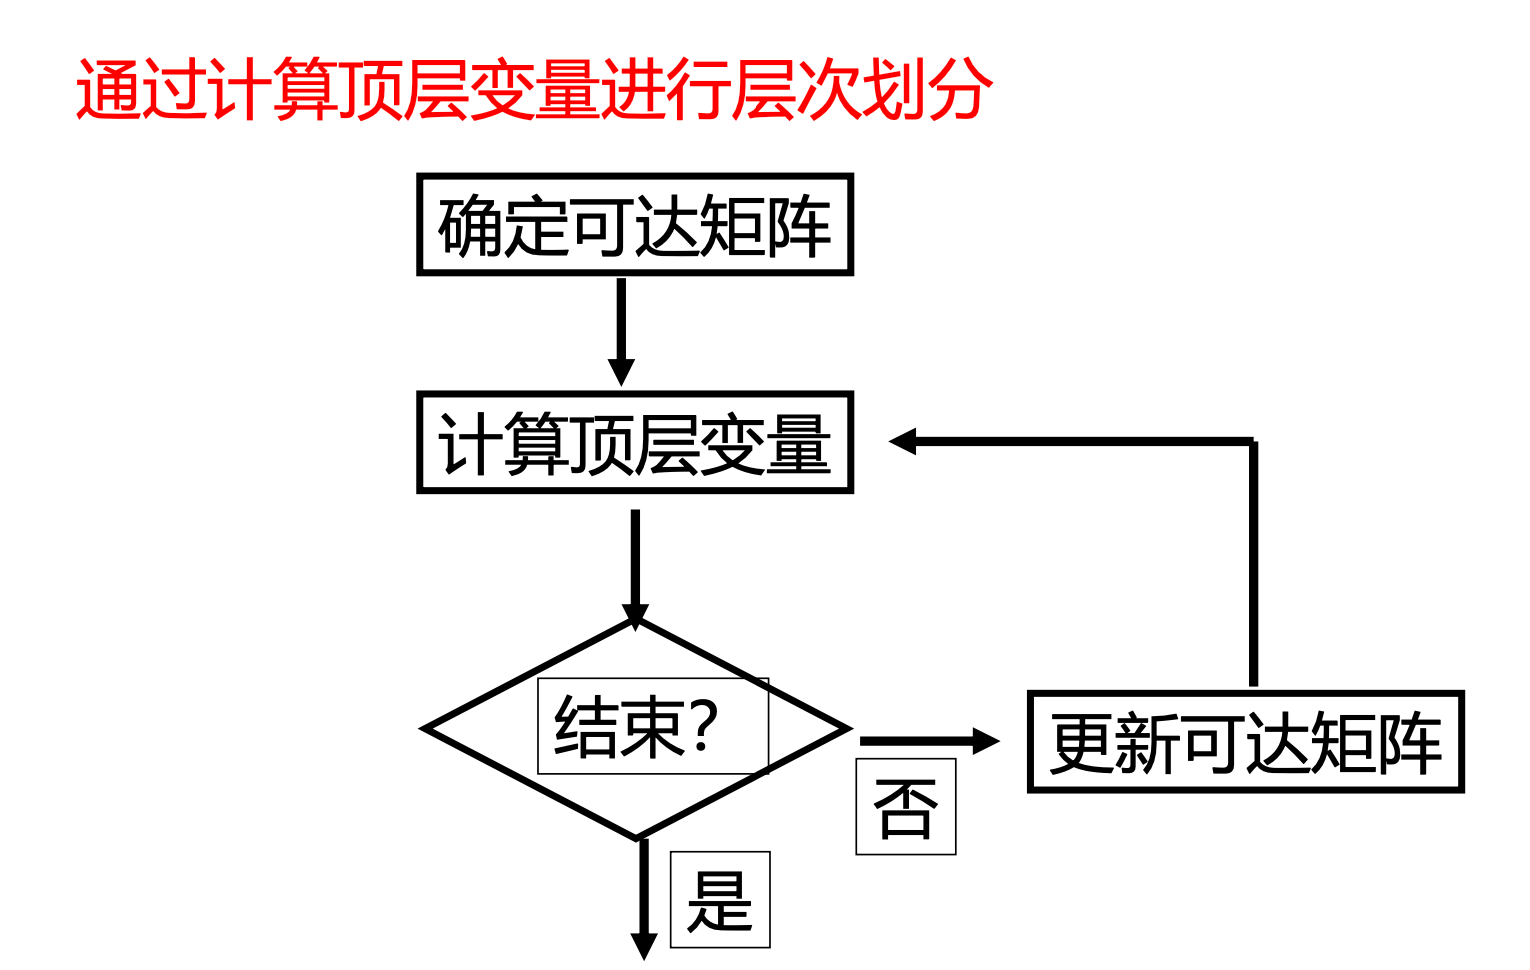 通过计算顶层变量进行层次划分
确定可达矩阵
计算顶层变量
结束?
否
更新可达矩阵
是